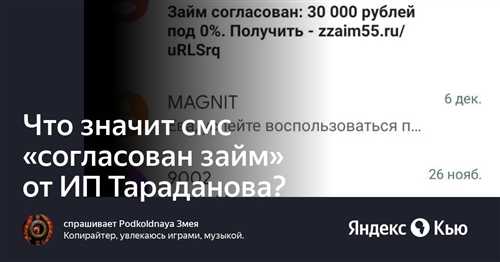 Займ согласован: 30 000 рублей
под 0%. Получить - zzaim55.ru/
uRLSrq
MAGNIT
6 дек.
воспользоваться п...
Что значит смс
«согласован займ»
от ИП Тараданова?
9002
26 нояб.
спрашивает Podkoldnaya Змея
Копирайтер, увлекаюсь играми, музыкой.
Яндекс Кью